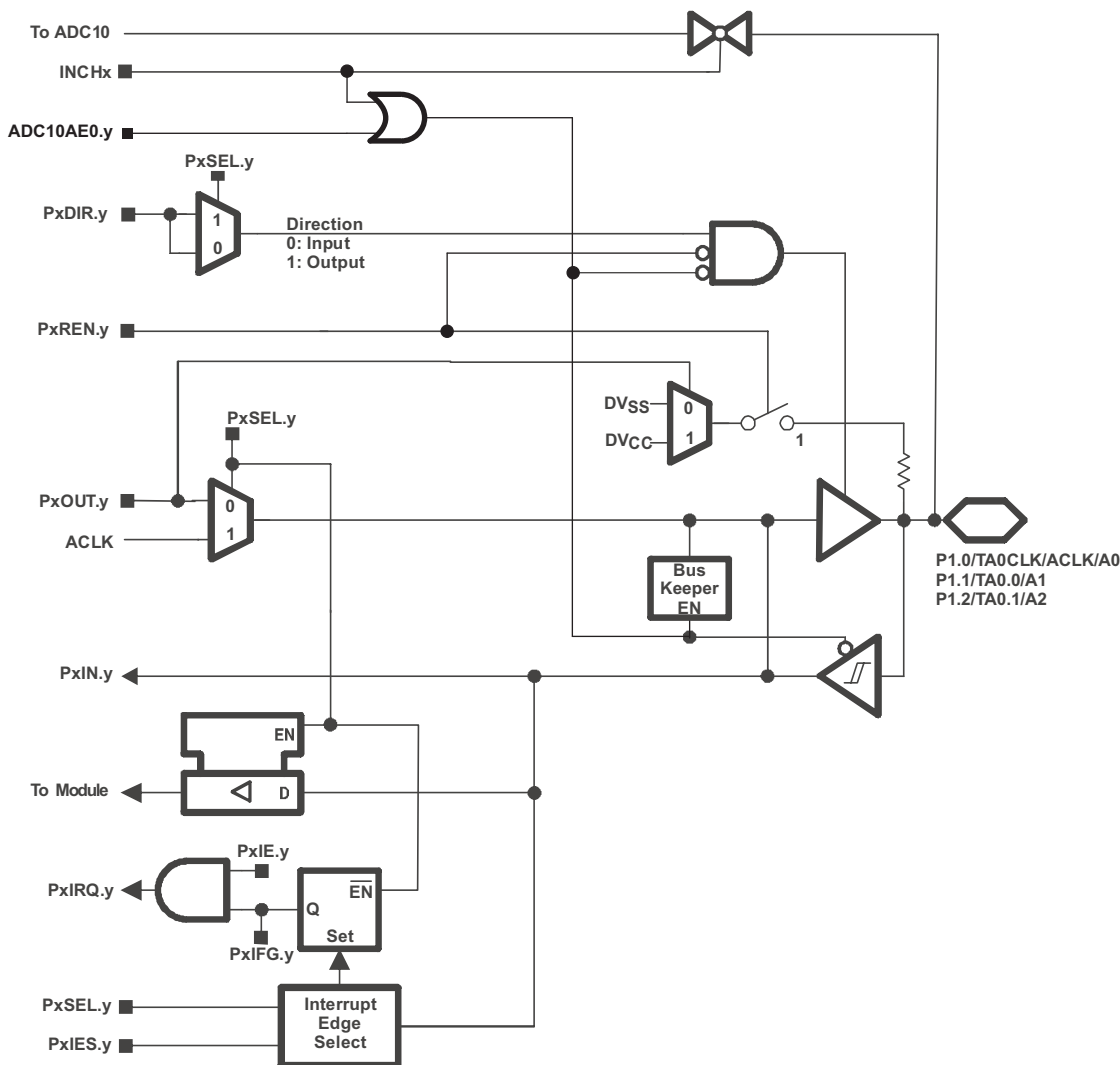 To ADC10
INCHx
ADC10AE0.y
PxSEL.y
PxDIR.y
1
0
Direction
0: Input
1: Output
PxREN.y
DVSS
0
DVCC
1
1
PxSEL.y
PxOUT.y
0
ACLK
1
Bus
Keeper
EN
P1.0/TA0CLK/ACLK/A0
P1.1/TA0.0/A1
P1.2/TA0.1/A2
PxIN.y
EN
To Module
D
PxIE.y
PxIRQ.y
EN
Q
Set
PxIFG.y
PxSEL.y
PxIES.y
Interrupt
Edge
Select